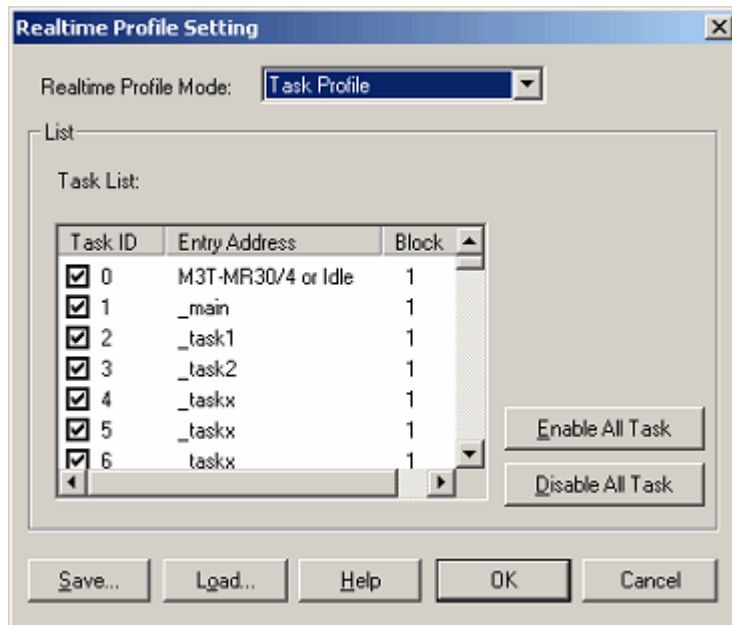 Realtime Profile Setting
Realtime Profile Mode: Task Profile
List
Task List:
Task ID Entry Address Block
0 M3T-MR30/4 or Idle 1
1 _main 1
2 _task1 1
3 _task2 1
4 _taskx 1
5 _taskx 1
6 _taskx 1
Enable All Task
Disable All Task
Save... Load... Help OK Cancel